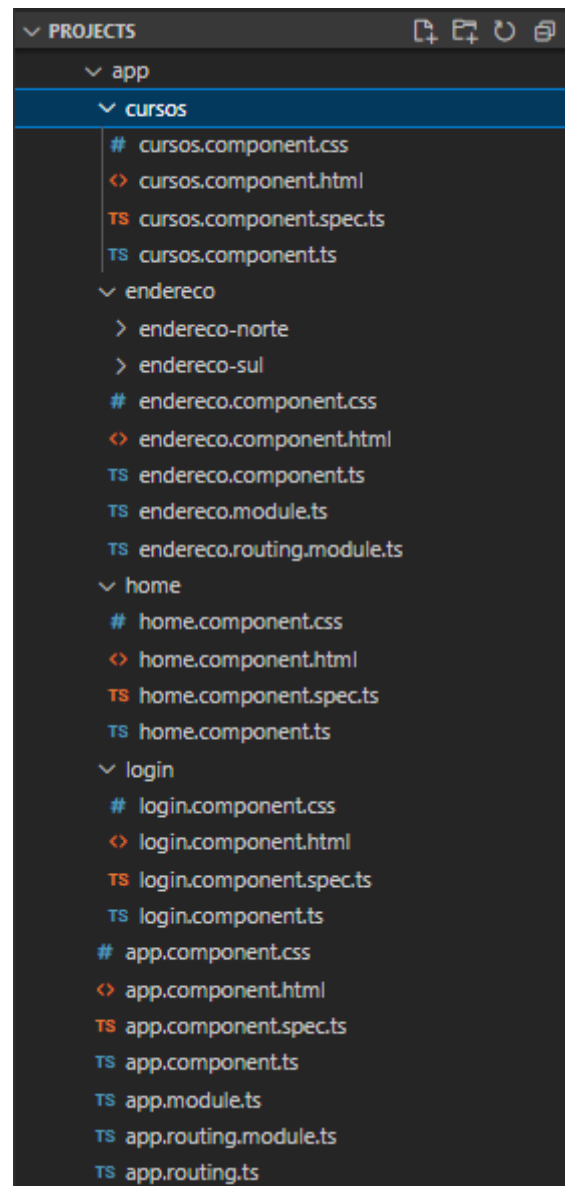 PROJECTS
app
cursos
# cursos.component.css
<> cursos.component.html
TS cursos.component.spec.ts
TS cursos.component.ts
endereco
endereco-norte
endereco-sul
# endereco.component.css
<> endereco.component.html
TS endereco.component.ts
TS endereco.module.ts
TS endereco.routing.module.ts
home
# home.component.css
<> home.component.html
TS home.component.spec.ts
TS home.component.ts
login
# login.component.css
<> login.component.html
TS login.component.spec.ts
TS login.component.ts
# app.component.css
<> app.component.html
TS app.component.spec.ts
TS app.component.ts
TS app.module.ts
TS app.routing.module.ts
TS app.routing.ts